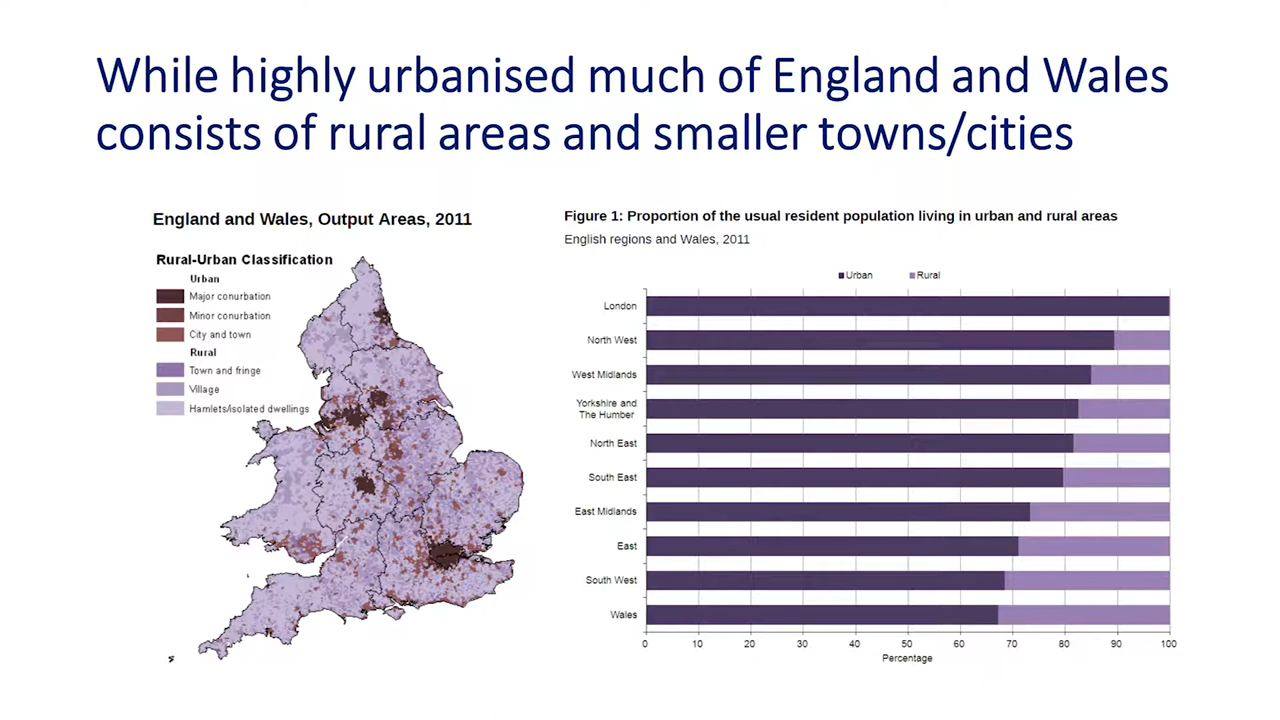 While highly urbanised much of England and Wales
consists of rural areas and smaller towns/cities
England and Wales, Output Areas, 2011
Rural-Urban Classification
Urban
Major conurbation
Minor conurbation
City and town
Rural
Town and fringe
Village
Hamlets/isolated dwellings
Figure 1: Proportion of the usual resident population living in urban and rural areas
English regions and Wales, 2011
Urban Rural
London
North West
West Midlands
Yorkshire and
The Humber
North East
South East
East Midlands
East
South West
Wales
0 10 20 30 40 50 60 70 80 90 100
Percentage